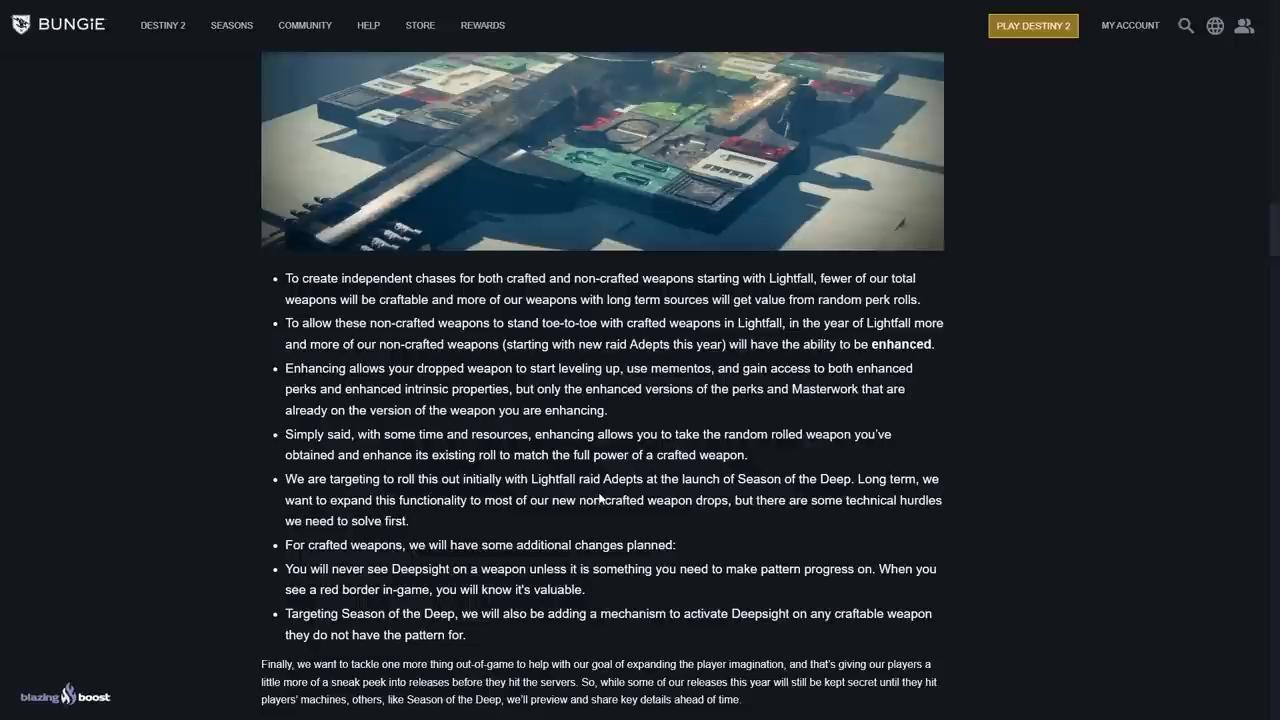 BUNGiE
DESTINY 2
SEASONS
COMMUNITY
HELP
STORE
REWARDS
PLAY DESTINY 2
MY ACCOUNT
To create independent chases for both crafted and non-crafted weapons starting with Lightfall, fewer of our total
weapons will be craftable and more of our weapons with long term sources will get value from random perk rolls.
To allow these non-crafted weapons to stand toe-to-toe with crafted weapons in Lightfall, in the year of Lightfall more
and more of our non-crafted weapons (starting with new raid Adepts this year) will have the ability to be enhanced.
Enhancing allows your dropped weapon to start leveling up, use mementos, and gain access to both enhanced
perks and enhanced intrinsic properties, but only the enhanced versions of the perks and Masterwork that are
already on the version of the weapon you are enhancing.
Simply said, with some time and resources, enhancing allows you to take the random rolled weapon you've
obtained and enhance its existing roll to match the full power of a crafted weapon.
We are targeting to roll this out initially with Lightfall raid Adepts at the launch of Season of the Deep. Long term, we
want to expand this functionality to most of our new non-crafted weapon drops, but there are some technical hurdles
we need to solve first.
For crafted weapons, we will have some additional changes planned:
You will never see Deepsight on a weapon unless it is something you need to make pattern progress on. When you
see a red border in-game, you will know it's valuable.
Targeting Season of the Deep, we will also be adding a mechanism to activate Deepsight on any craftable weapon
they do not have the pattern for.
Finally, we want to tackle one more thing out-of-game to help with our goal of expanding the player imagination, and that's giving our players a
little more of a sneak peek into releases before they hit the servers. So, while some of our releases this year will still be kept secret until they hit
players' machines, others, like Season of the Deep, we'll preview and share key details ahead of time.
blazing boost